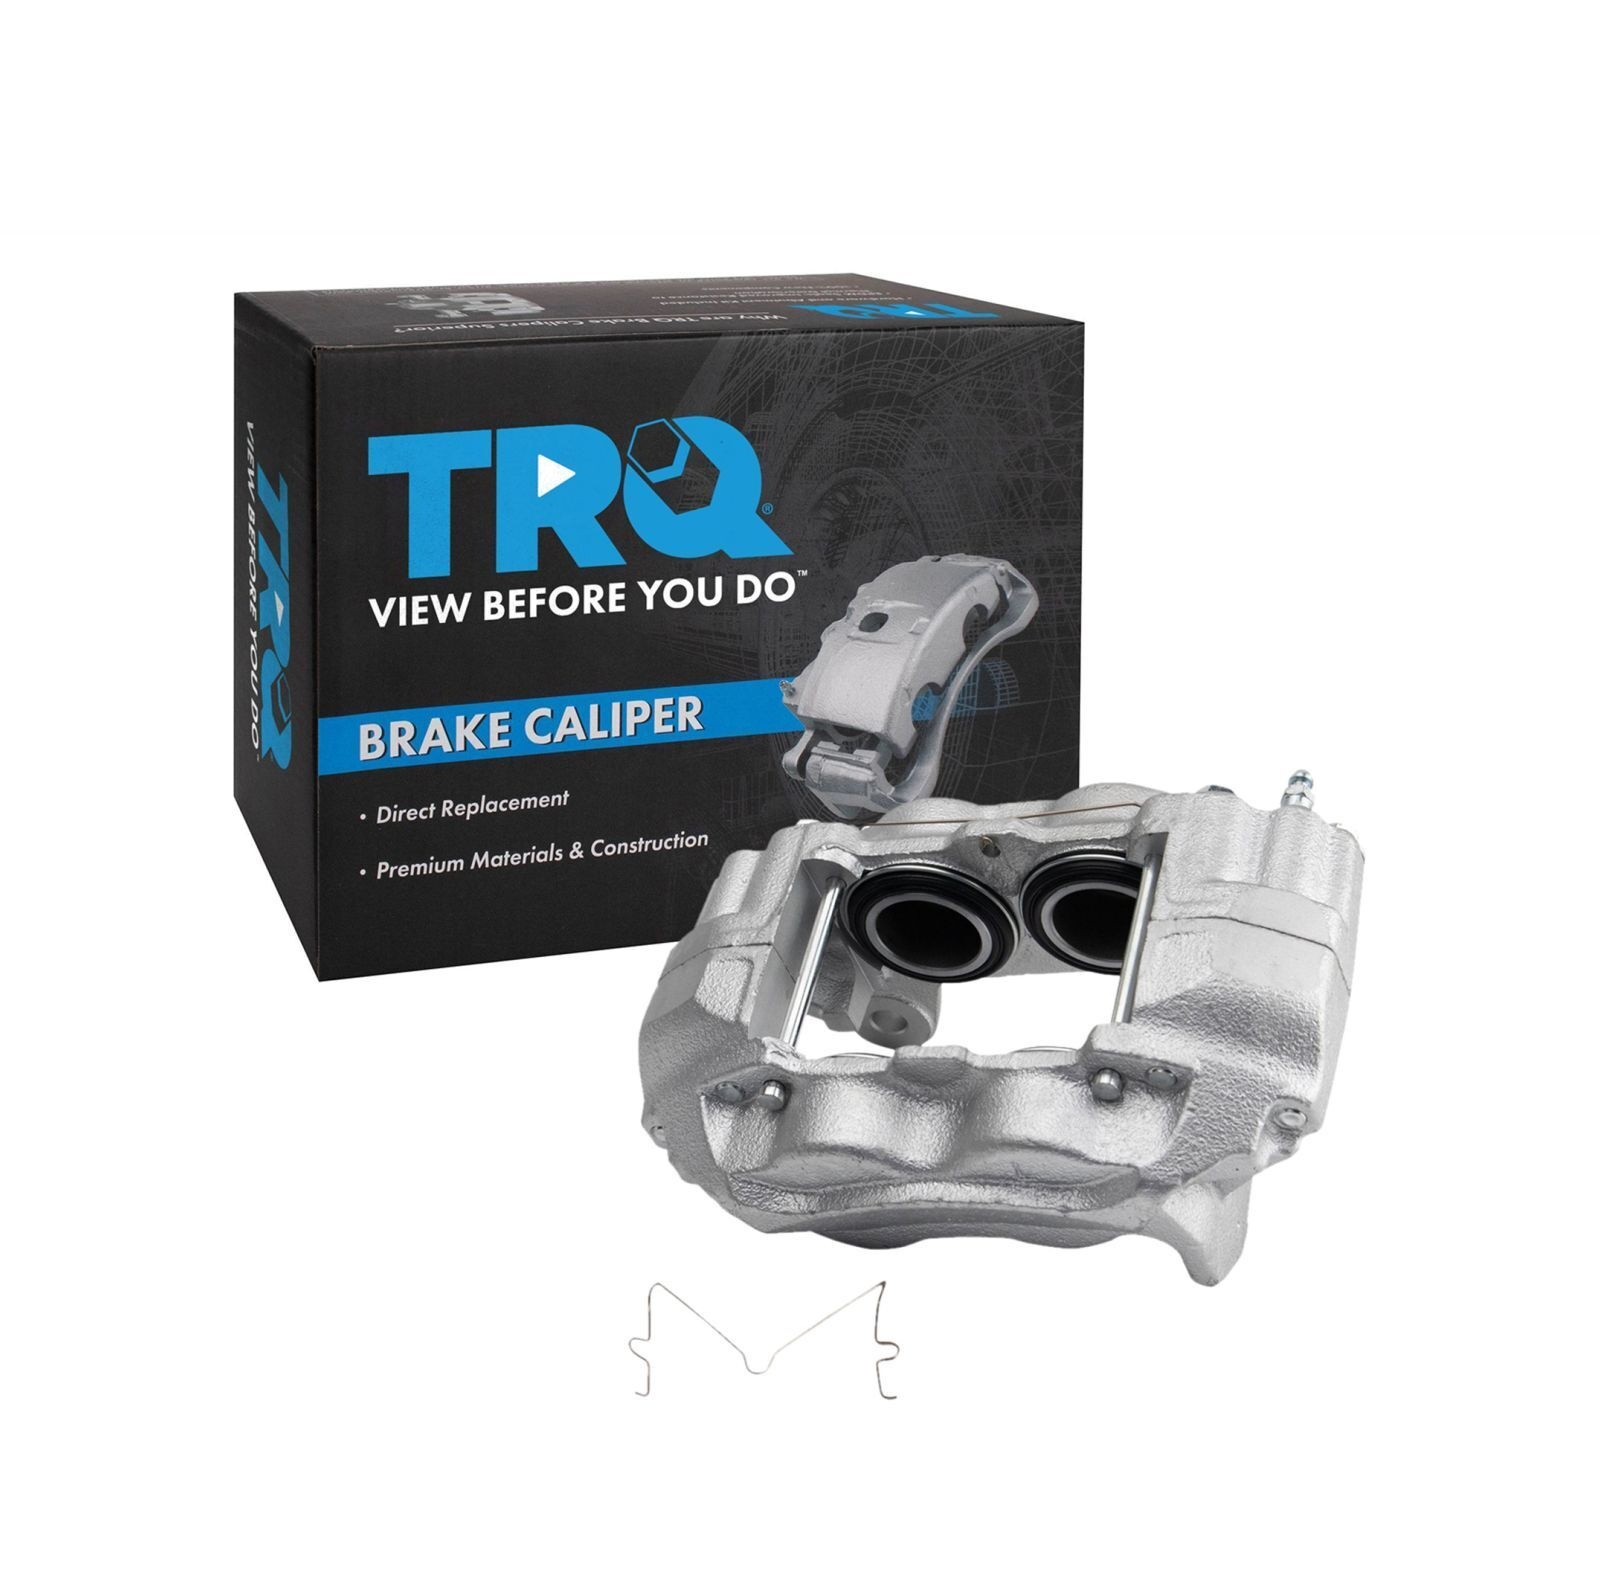 Why are TRQ Brake Calipers Superior?
TRQ
TRQ®
VIEW BEFORE YOU DO™
BRAKE CALIPER
• Direct Replacement
• Premium Materials & Construction
TRQ
VIEW BEFORE YOU DO